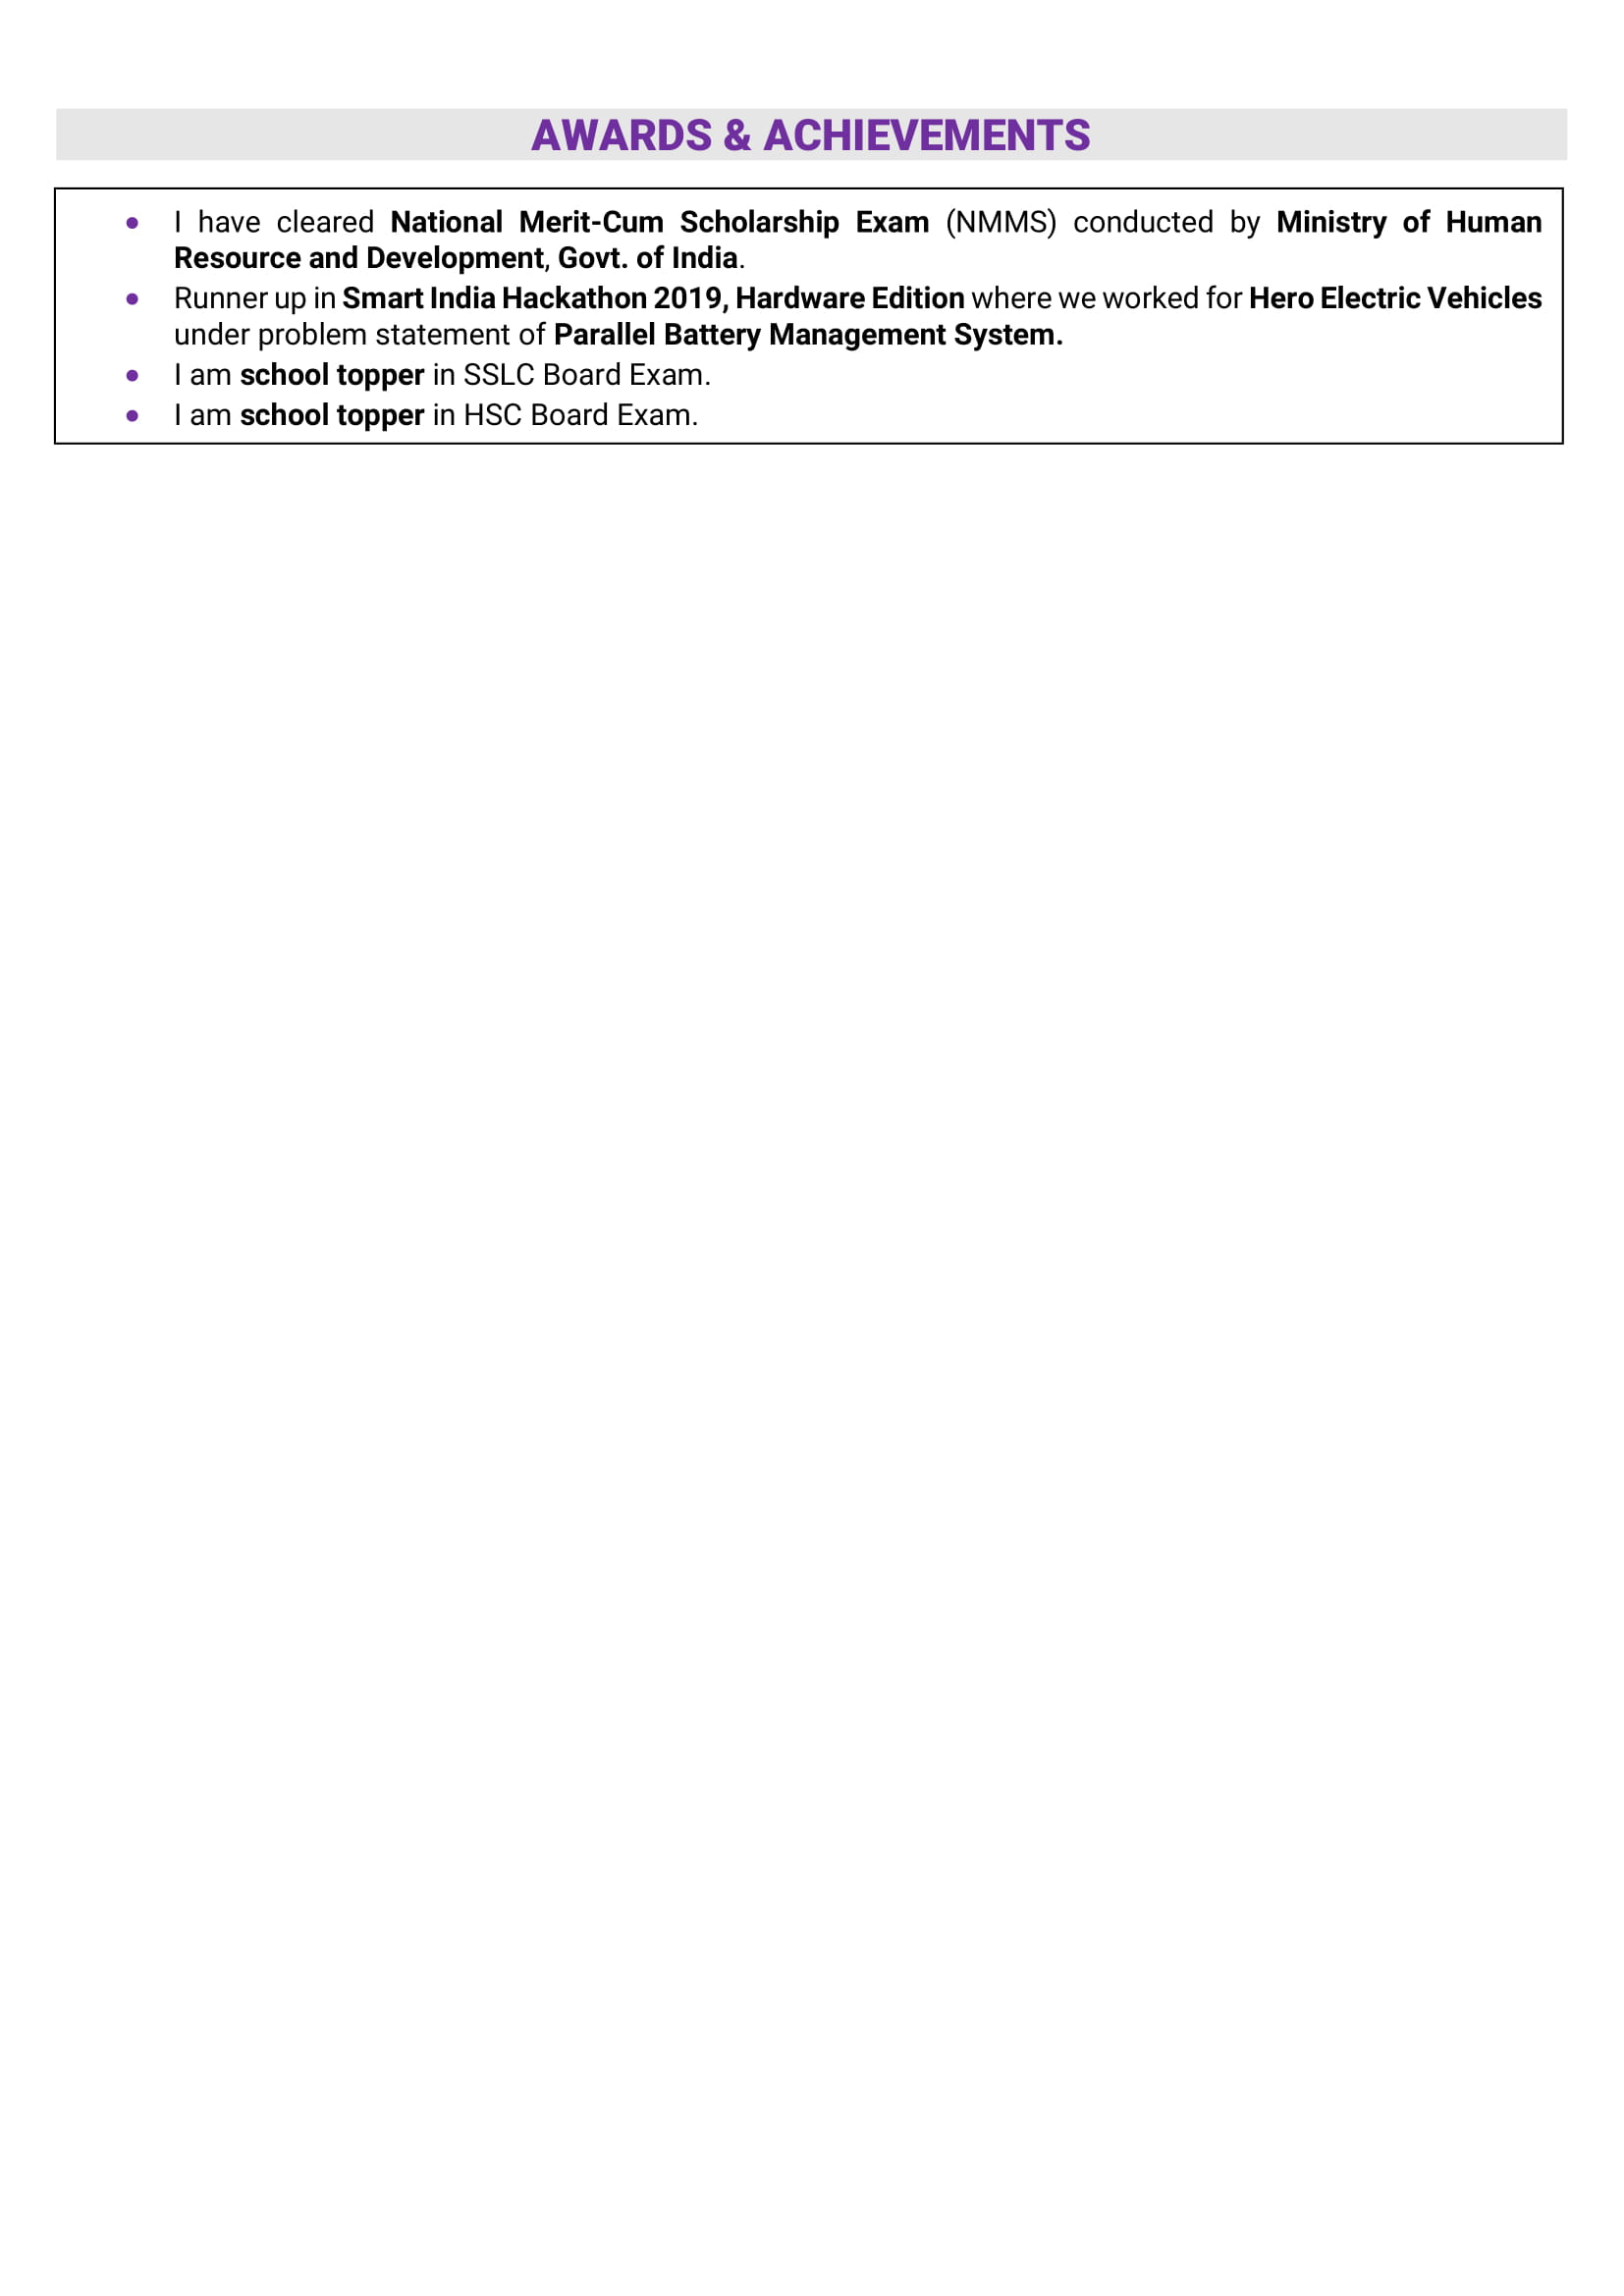 AWARDS & ACHIEVEMENTS
• I have cleared National Merit-Cum Scholarship Exam (NMMS) conducted by Ministry of Human
Resource and Development, Govt. of India.
• Runner up in Smart India Hackathon 2019, Hardware Edition where we worked for Hero Electric Vehicles
under problem statement of Parallel Battery Management System.
• I am school topper in SSLC Board Exam.
• I am school topper in HSC Board Exam.